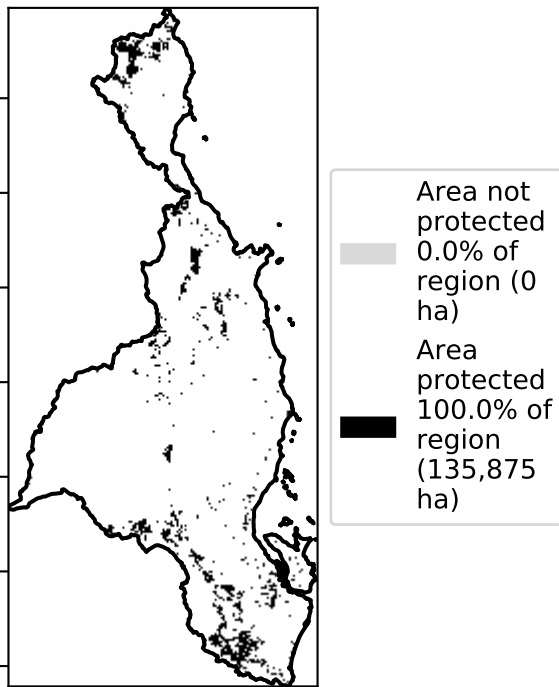 Area not
protected
0.0% of
region (0
ha)
Area
protected
100.0% of
region
(135,875
ha)